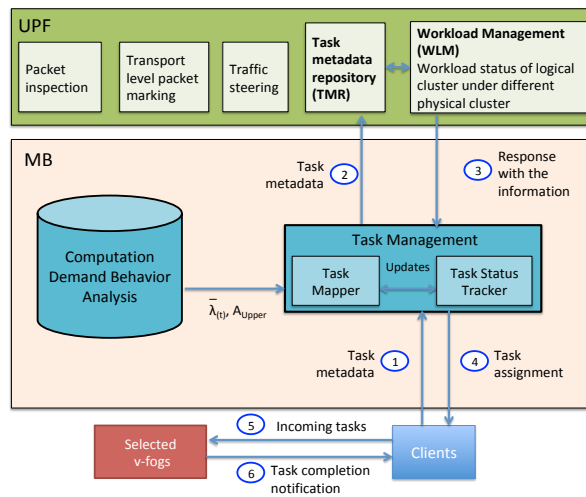 UPF
Packet
inspection
Transport
level packet
marking
Traffic
steering
Task
metadata
repository
(TMR)
Workload Management
(WLM)
Workload status of logical
cluster under different
physical cluster
MB
Task
metadata
2
3
Response
with the
information
Computation
Demand Behavior
Analysis
λ̅(t), AUpper
Task Management
Task
Mapper
Updates
Task Status
Tracker
Task
metadata
1
4
Task
assignment
5
Incoming tasks
Selected
v-fogs
Clients
6
Task completion
notification